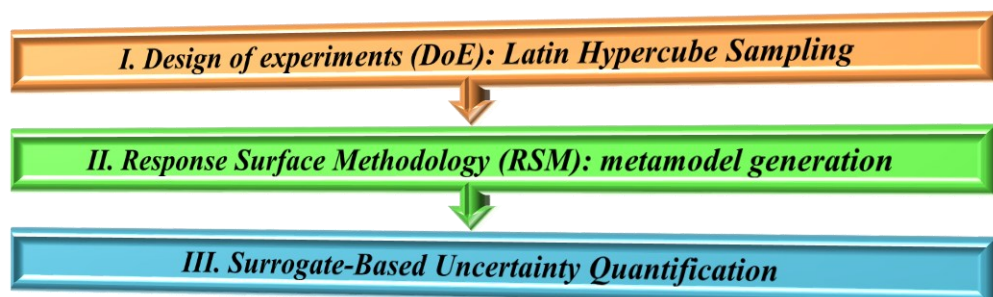 I. Design of experiments (DoE): Latin Hypercube Sampling
II. Response Surface Methodology (RSM): metamodel generation
III. Surrogate-Based Uncertainty Quantification